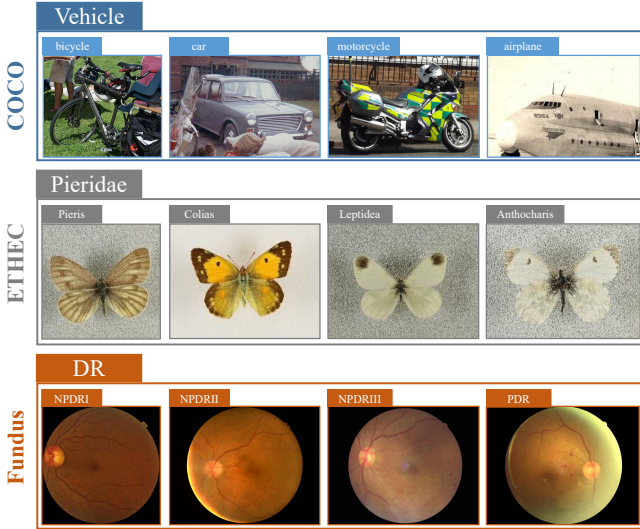 Vehicle
COCO
bicycle
car
motorcycle
airplane
Pieridae
ETHEC
Pieris
Colias
Leptidea
Anthocharis
DR
Fundus
NPDRI
NPDRII
NPDRIII
PDR